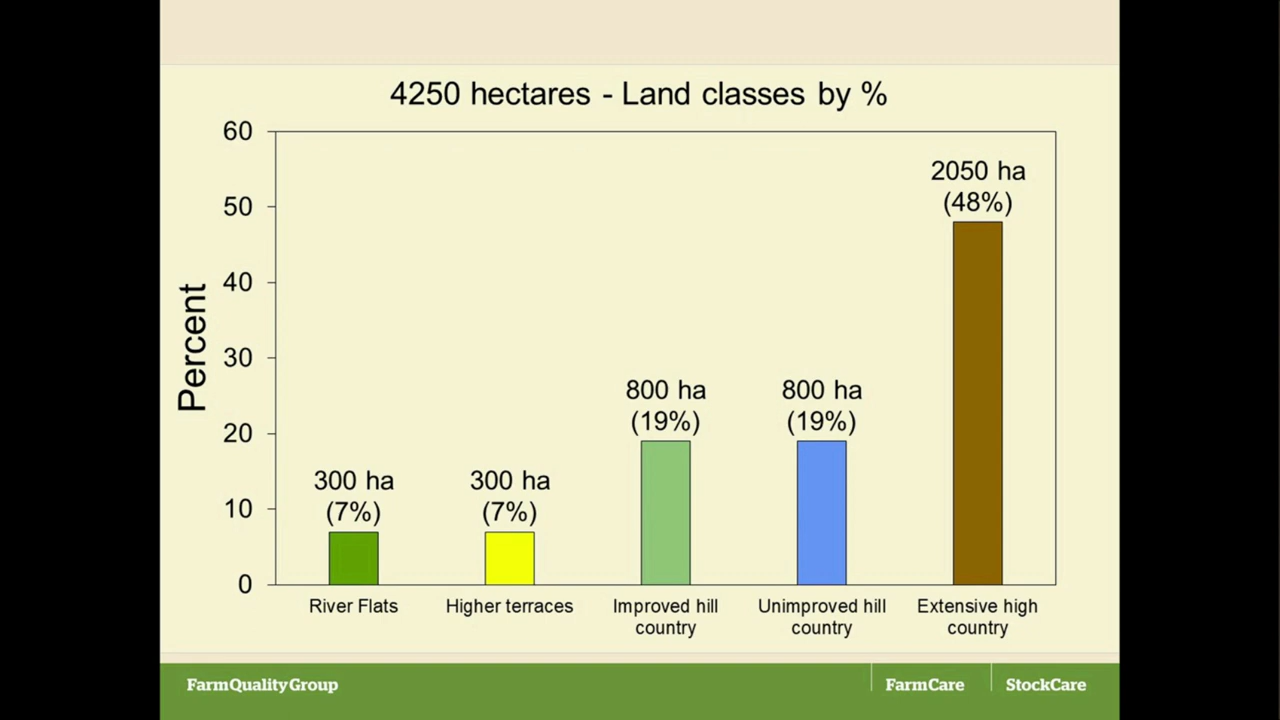 4250 hectares - Land classes by %
Percent
60
50
40
30
20
10
0
300 ha
(7%)
300 ha
(7%)
800 ha
(19%)
800 ha
(19%)
2050 ha
(48%)
River Flats
Higher terraces
Improved hill
country
Unimproved hill
country
Extensive high
country
FarmQualityGroup
FarmCare
StockCare